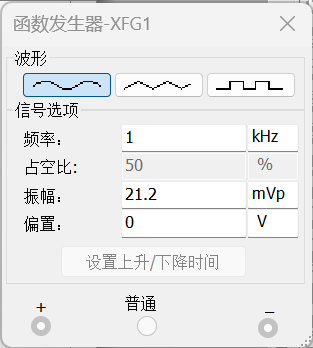 函数发生器-XFG1
波形
信号选项
频率： 1 kHz
占空比： 50 %
振幅： 21.2 mVp
偏置： 0 V
设置上升/下降时间
+ 普通 −